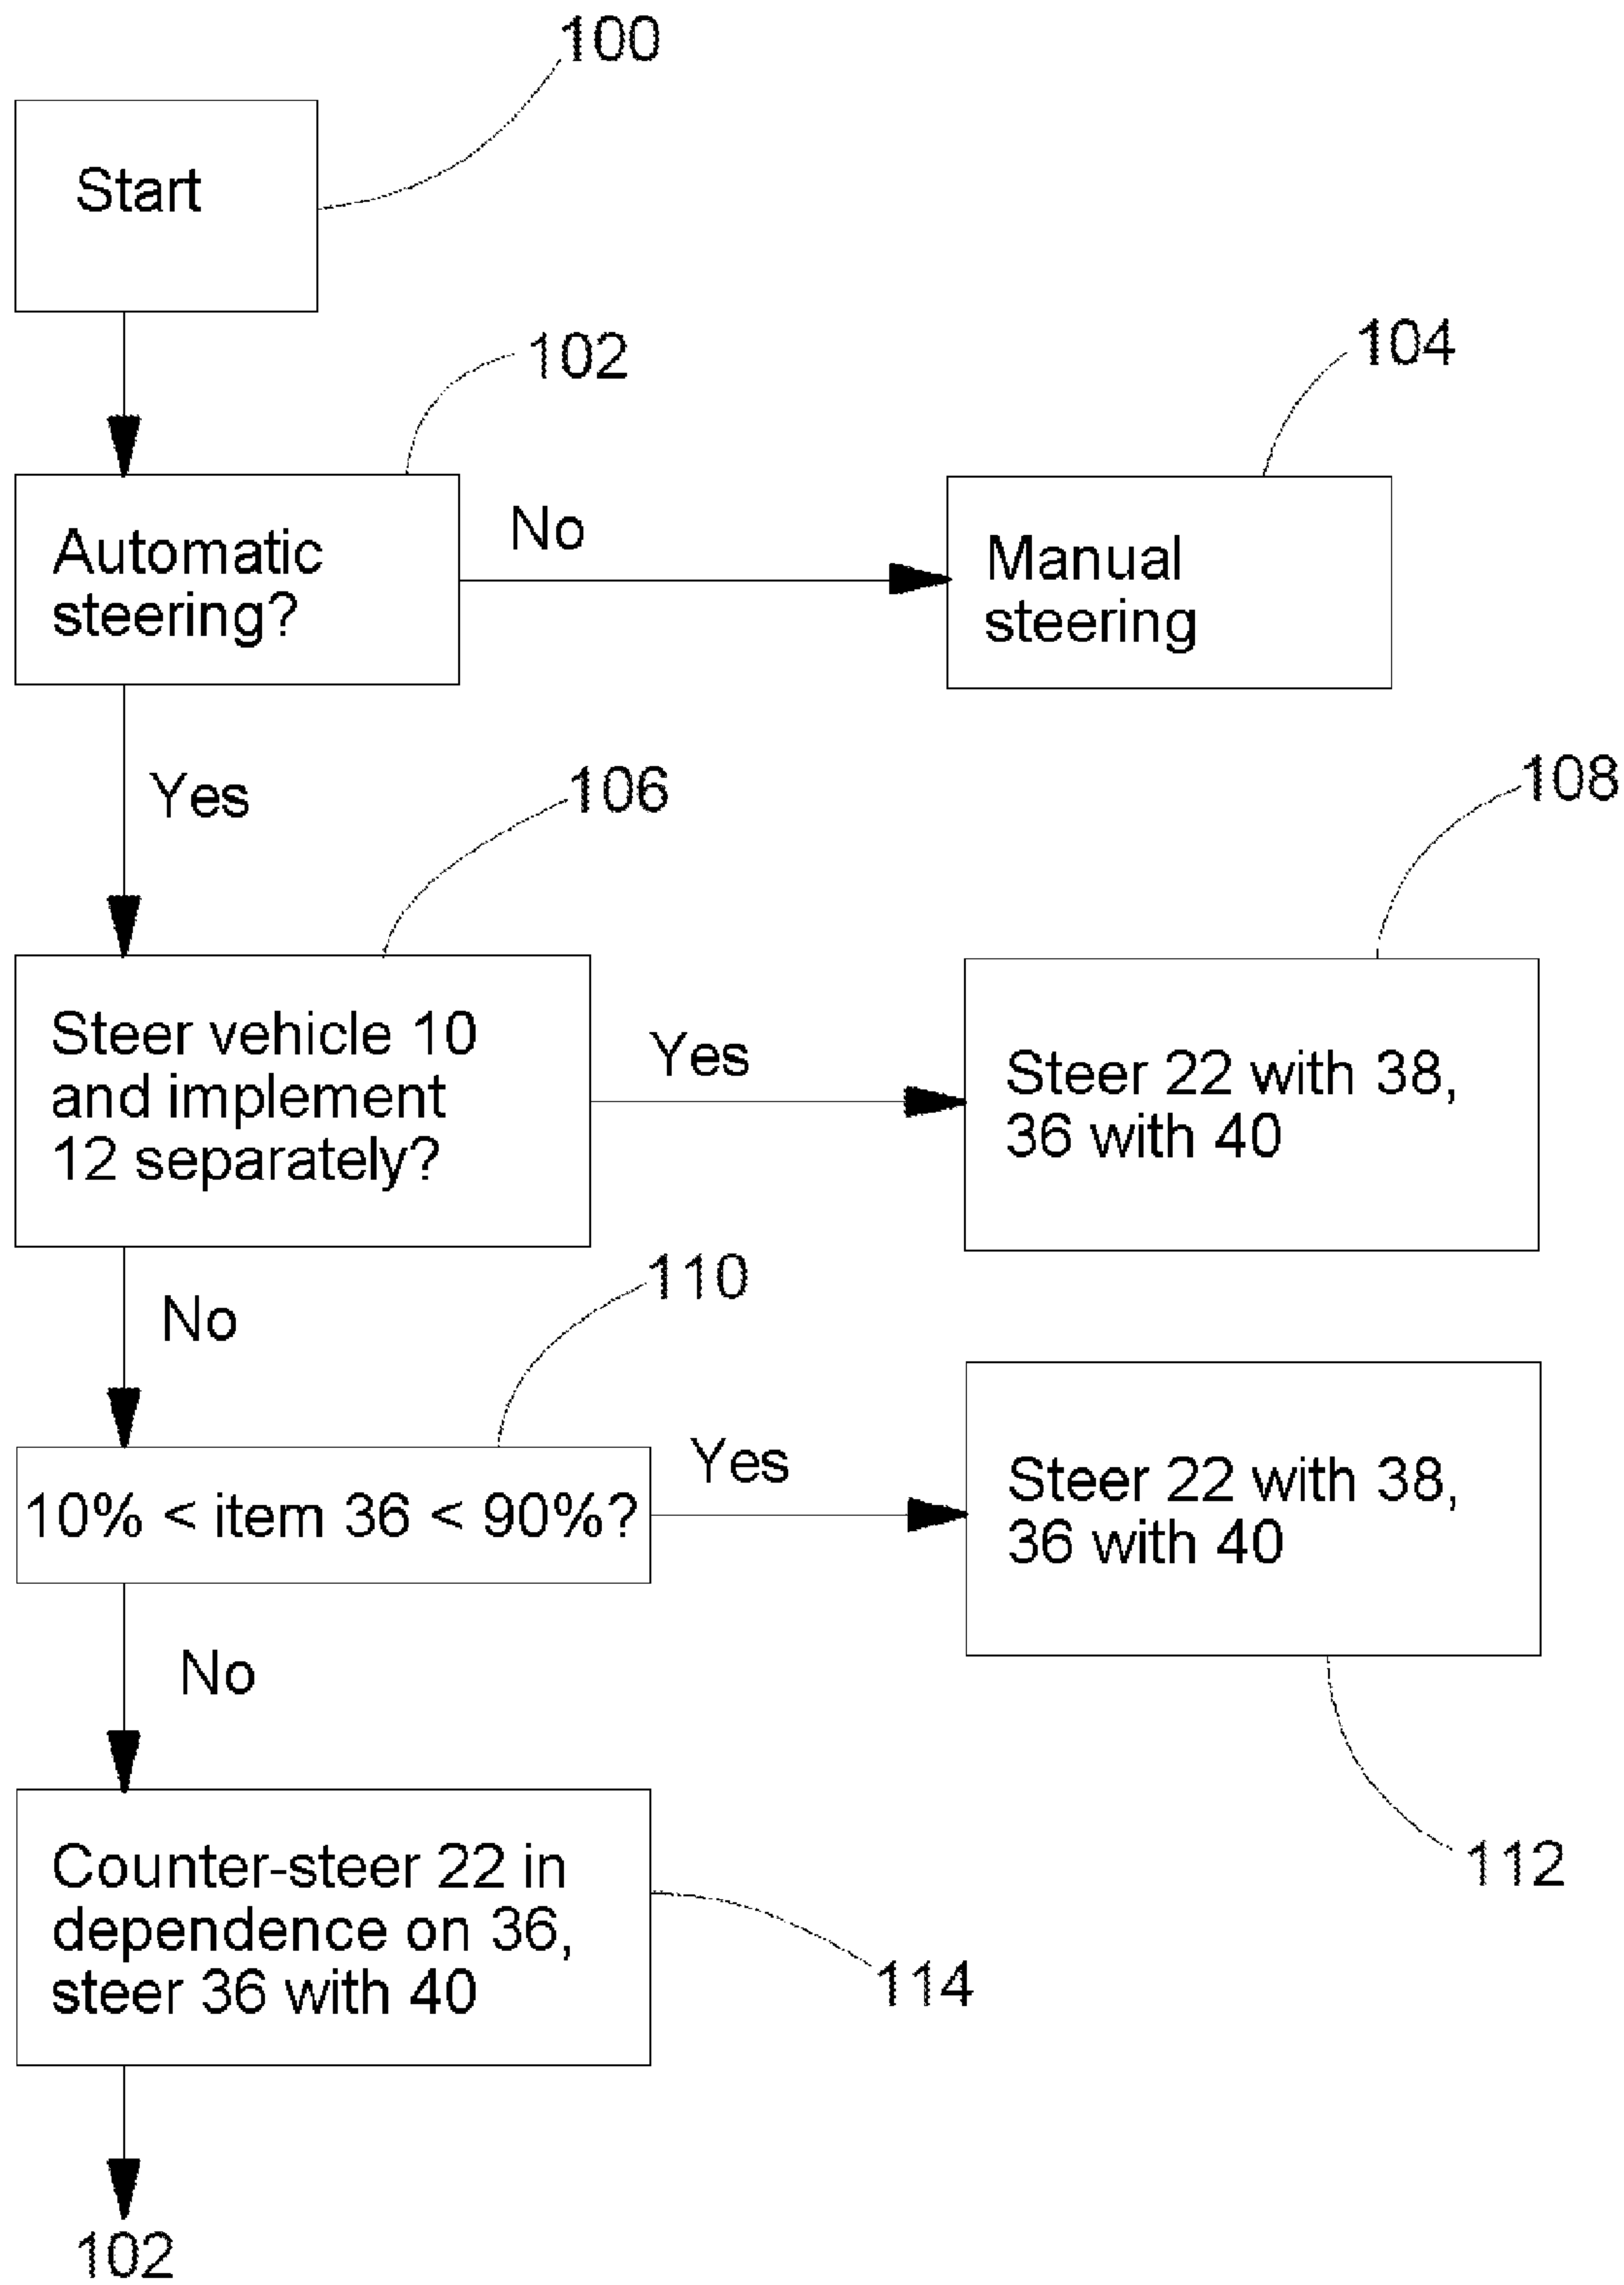 100
Start
102
104
Automatic
steering?
No
Manual
steering
Yes
106
108
Steer vehicle 10
and implement
12 separately?
Yes
Steer 22 with 38,
36 with 40
No
110
10% < item 36 < 90%?
Yes
Steer 22 with 38,
36 with 40
No
112
Counter-steer 22 in
dependence on 36,
steer 36 with 40
114
102